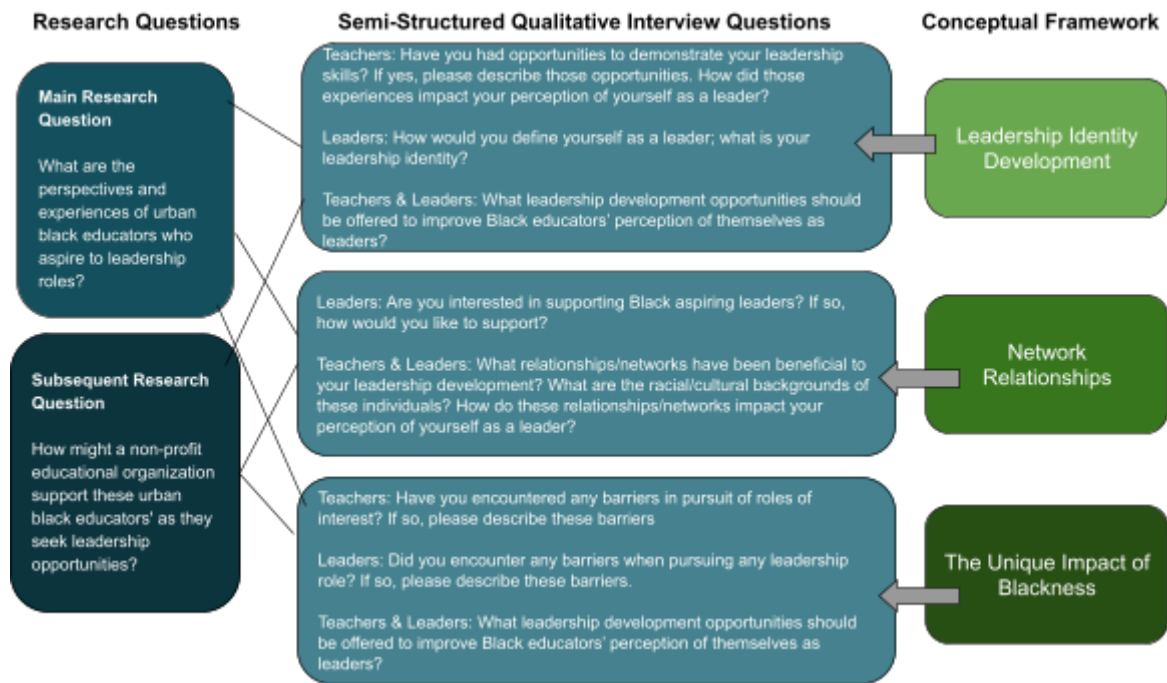 Research Questions
Semi-Structured Qualitative Interview Questions
Conceptual Framework
Main Research
Question
What are the
perspectives and
experiences of urban
black educators who
aspire to leadership
roles?
Subsequent Research
Question
How might a non-profit
educational organization
support these urban
black educators' as they
seek leadership
opportunities?
Teachers: Have you had opportunities to demonstrate your leadership
skills? If yes, please describe those opportunities. How did those
experiences impact your perception of yourself as a leader?
Leaders: How would you define yourself as a leader; what is your
leadership identity?
Teachers & Leaders: What leadership development opportunities should
be offered to improve Black educators' perception of themselves as
leaders?
Leaders: Are you interested in supporting Black aspiring leaders? If so,
how would you like to support?
Teachers & Leaders: What relationships/networks have been beneficial to
your leadership development? What are the racial/cultural backgrounds of
these individuals? How do these relationships/networks impact your
perception of yourself as a leader?
Teachers: Have you encountered any barriers in pursuit of roles of
interest? If so, please describe these barriers
Leaders: Did you encounter any barriers when pursuing any leadership
role? If so, please describe these barriers.
Teachers & Leaders: What leadership development opportunities should
be offered to improve Black educators' perception of themselves as
leaders?
Leadership Identity
Development
Network
Relationships
The Unique Impact of
Blackness